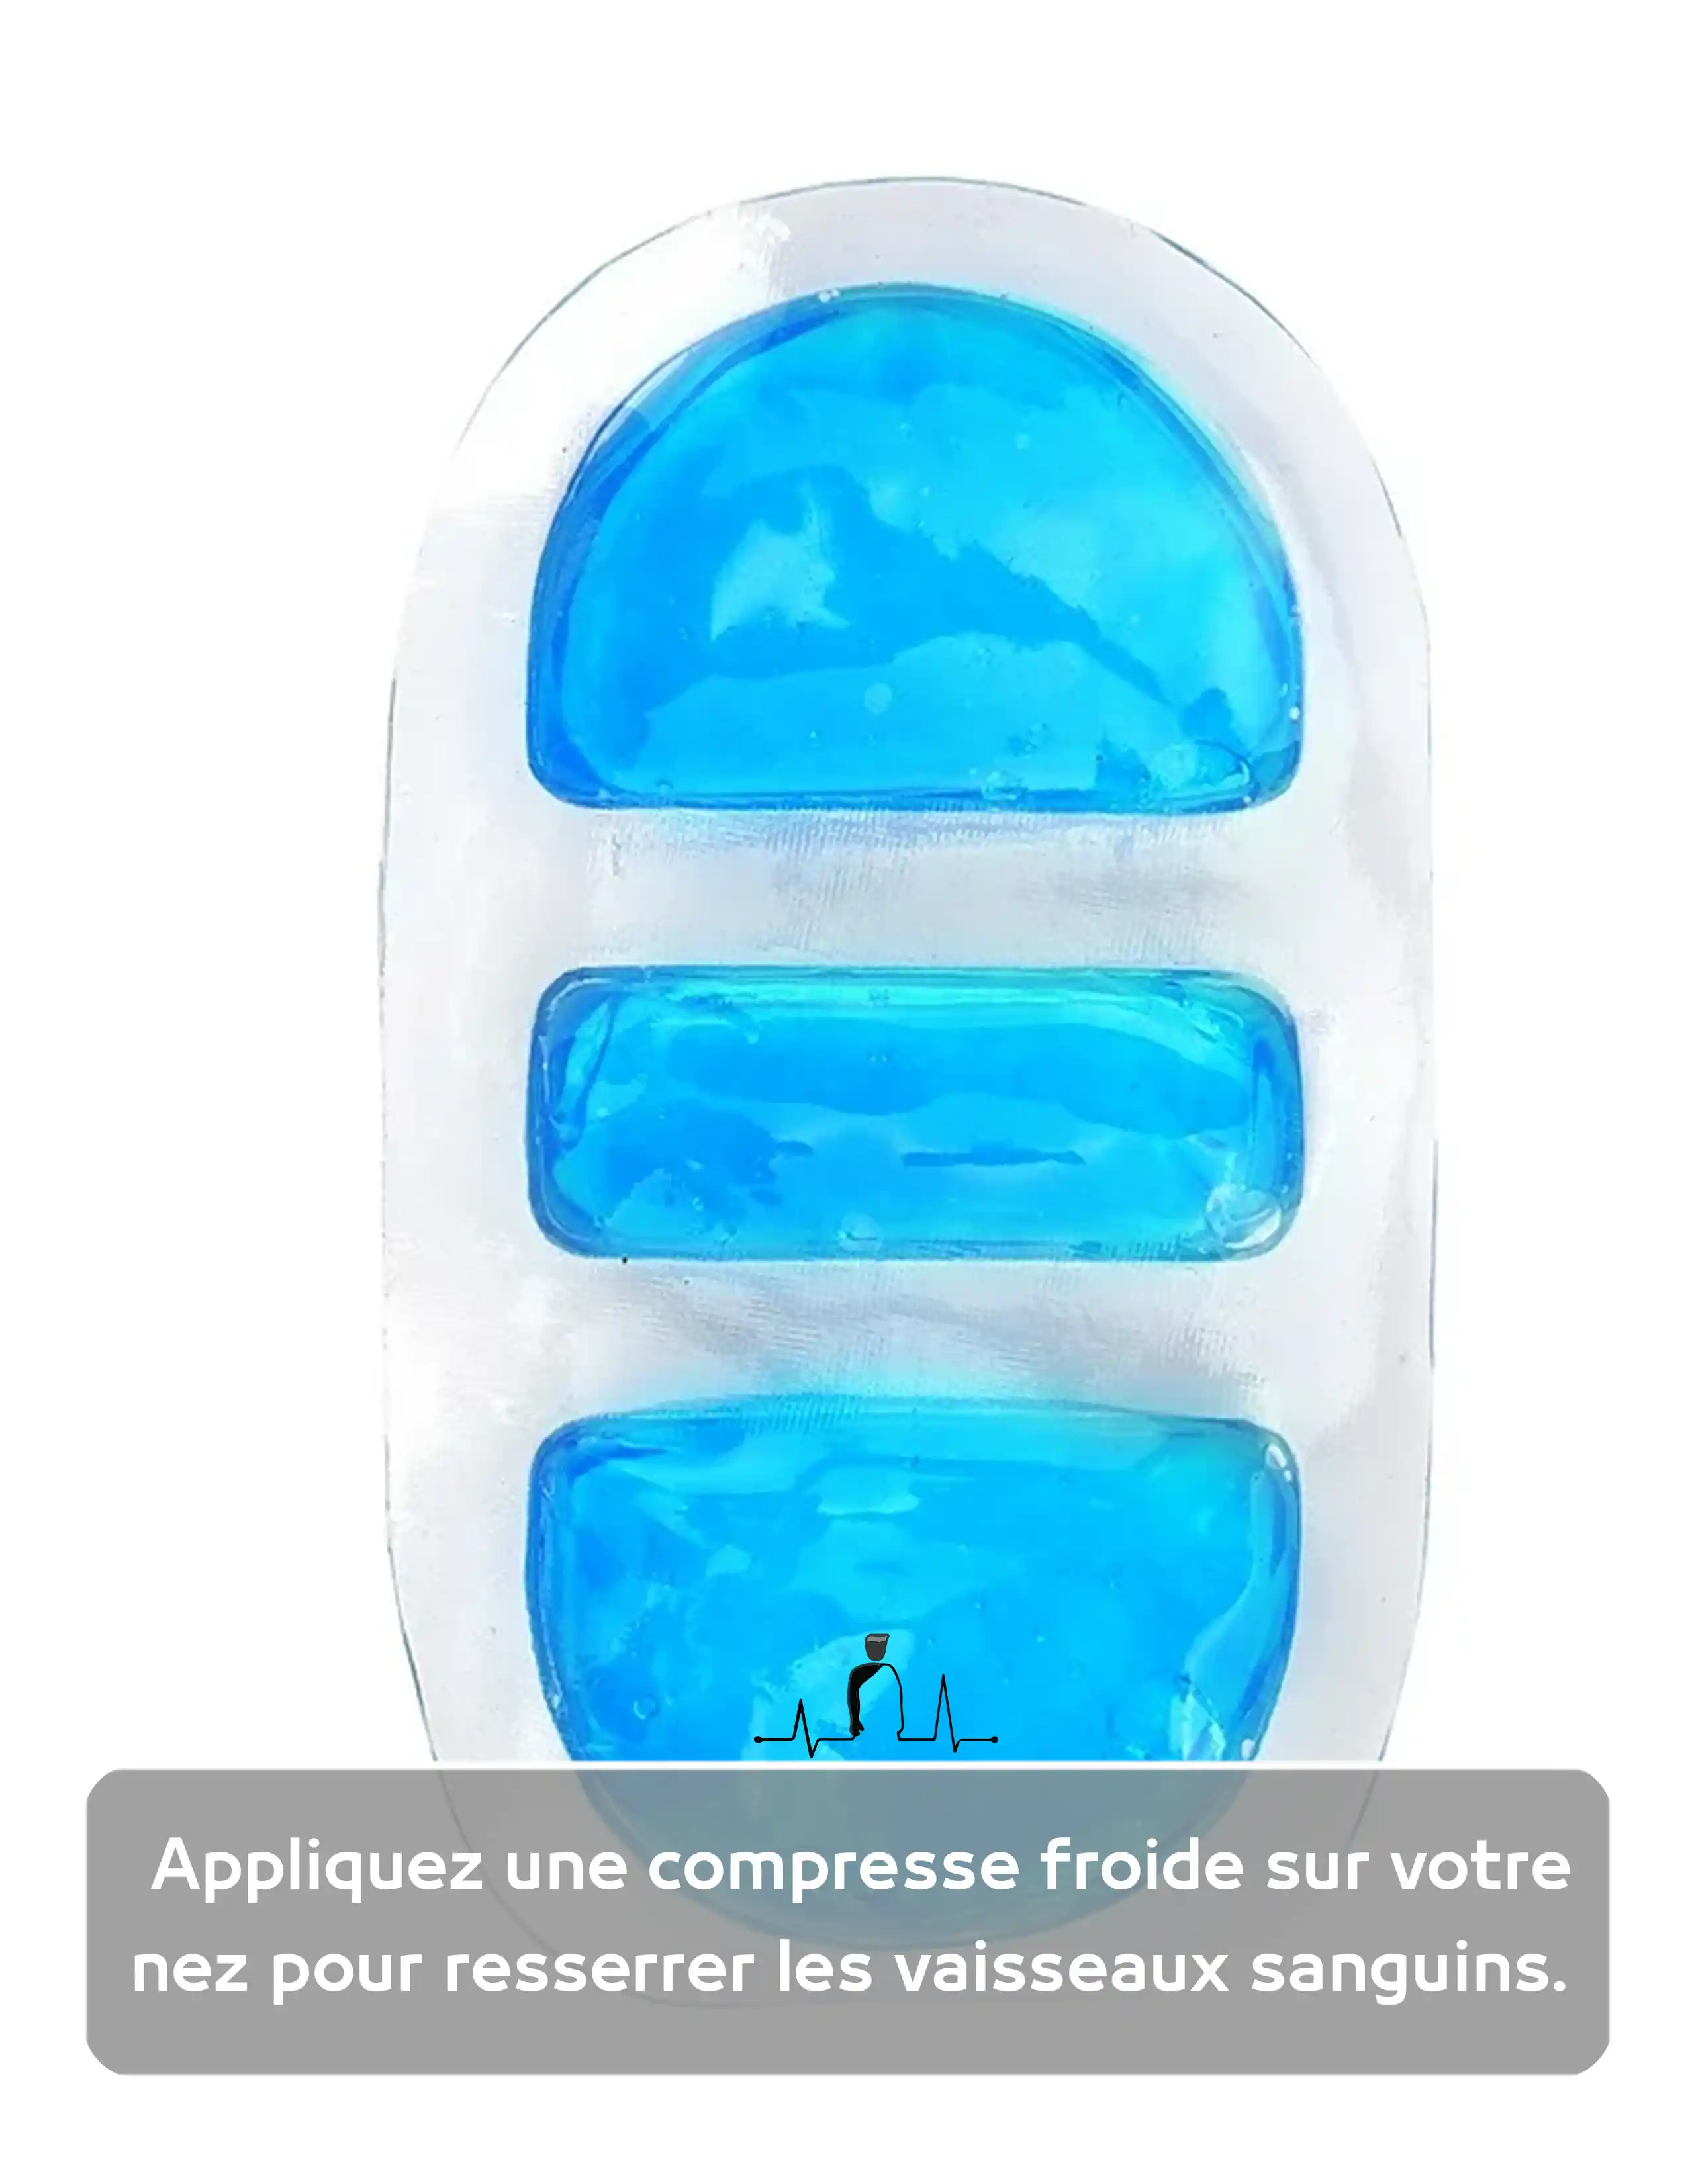 Appliquez une compresse froide sur votre
nez pour resserrer les vaisseaux sanguins.